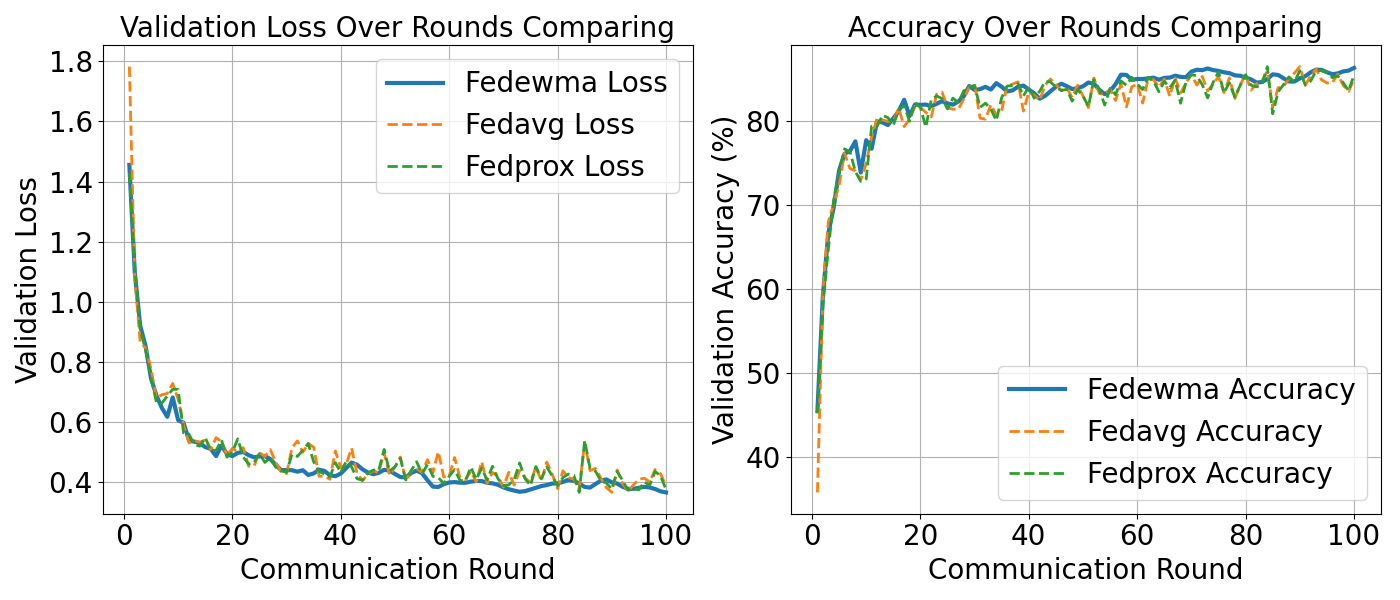 Validation Loss Over Rounds Comparing
Validation Loss
1.8
1.6
1.4
1.2
1.0
0.8
0.6
0.4
Fedewma Loss
Fedavg Loss
Fedprox Loss
0 20 40 60 80 100
Communication Round
Accuracy Over Rounds Comparing
Validation Accuracy (%)
80
70
60
50
40
Fedewma Accuracy
Fedavg Accuracy
Fedprox Accuracy
0 20 40 60 80 100
Communication Round